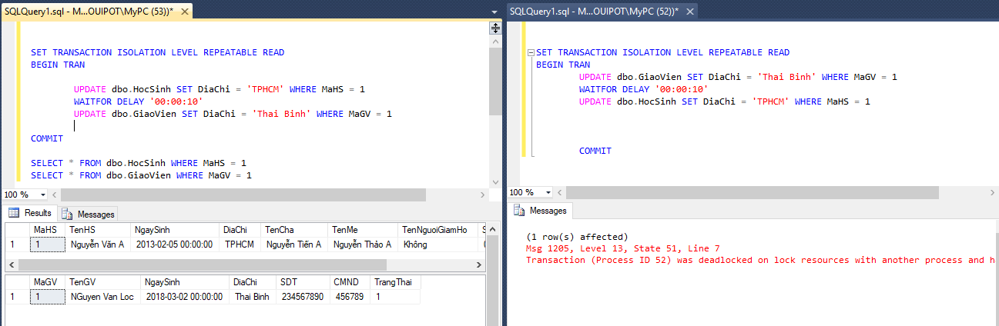 SQLQuery1.sql - M...OUIPOT\MyPC (53))*
SET TRANSACTION ISOLATION LEVEL REPEATABLE READ
BEGIN TRAN
UPDATE dbo.HocSinh SET DiaChi = 'TPHCM' WHERE MaHS = 1
WAITFOR DELAY '00:00:10'
UPDATE dbo.GiaoVien SET DiaChi = 'Thai Binh' WHERE MaGV = 1
COMMIT
SELECT * FROM dbo.HocSinh WHERE MaHS = 1
SELECT * FROM dbo.GiaoVien WHERE MaGV = 1
100 %
Results Messages
MaHS TenHS NgaySinh DiaChi TenCha TenMe TenNguoiGiamHo S
1 1 Nguyễn Văn A 2013-02-05 00:00:00 TPHCM Nguyễn Tiến A Nguyễn Thảo A Không
MaGV TenGV NgaySinh DiaChi SDT CMND TrangThai
1 1 NGuyen Van Loc 2018-03-02 00:00:00 Thai Binh 234567890 456789 1
SQLQuery1.sql - M...OUIPOT\MyPC (52))*
SET TRANSACTION ISOLATION LEVEL REPEATABLE READ
BEGIN TRAN
UPDATE dbo.GiaoVien SET DiaChi = 'Thai Binh' WHERE MaGV = 1
WAITFOR DELAY '00:00:10'
UPDATE dbo.HocSinh SET DiaChi = 'TPHCM' WHERE MaHS = 1
COMMIT
100 %
Messages
(1 row(s) affected)
Msg 1205, Level 13, State 51, Line 7
Transaction (Process ID 52) was deadlocked on lock resources with another process and h